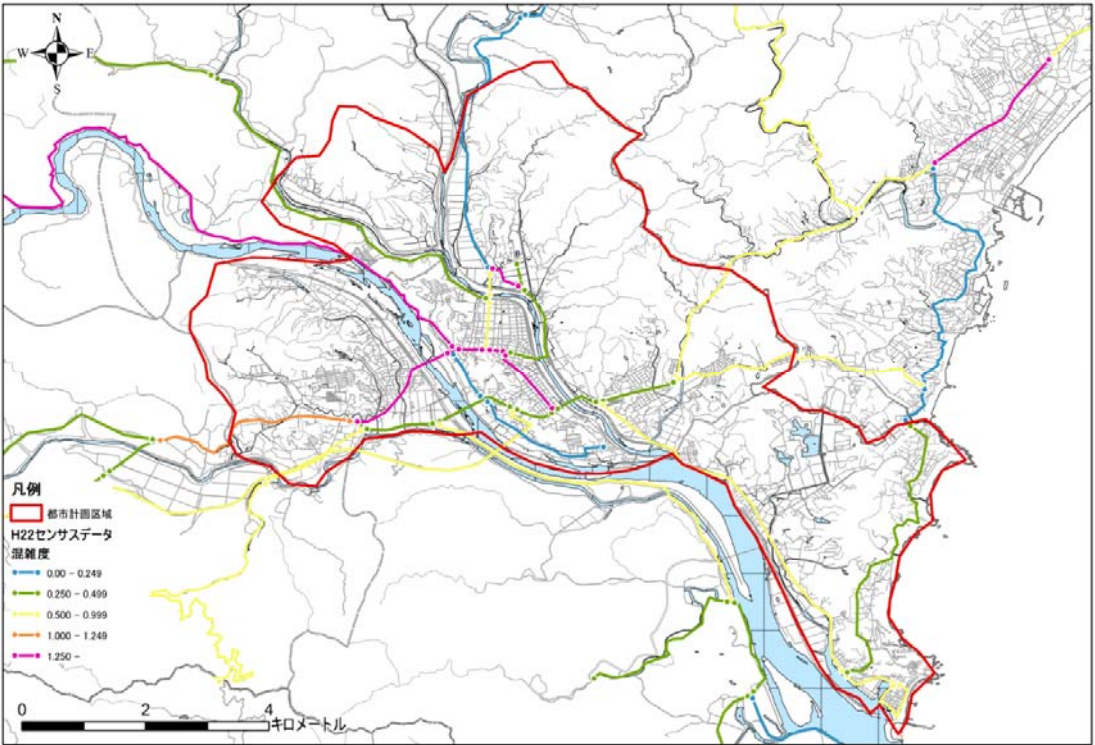 N
W E
S
凡例
都市計画区域
H22センサスデータ
混雑度
0.00 - 0.249
0.250 - 0.499
0.500 - 0.999
1.000 - 1.249
1.250 -
0 2 4
キロメートル